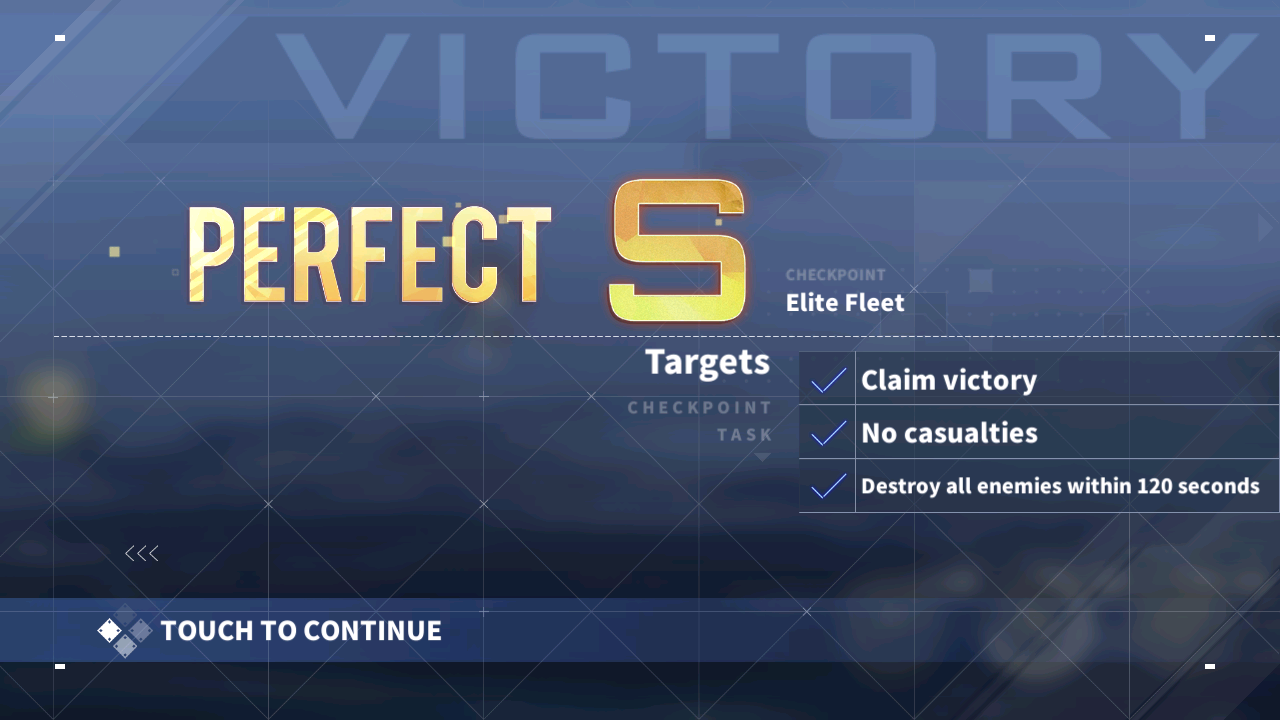 VICTORY
PERFECT S
CHECKPOINT
Elite Fleet
Targets
CHECKPOINT
TASK
Claim victory
No casualties
Destroy all enemies within 120 seconds
TOUCH TO CONTINUE